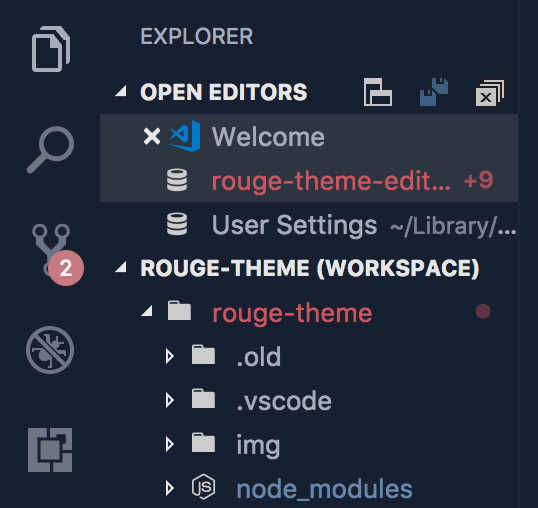 EXPLORER
OPEN EDITORS
Welcome
rouge-theme-edit... +9
User Settings ~/Library/...
2
ROUGE-THEME (WORKSPACE)
rouge-theme
.old
.vscode
img
JS node_modules